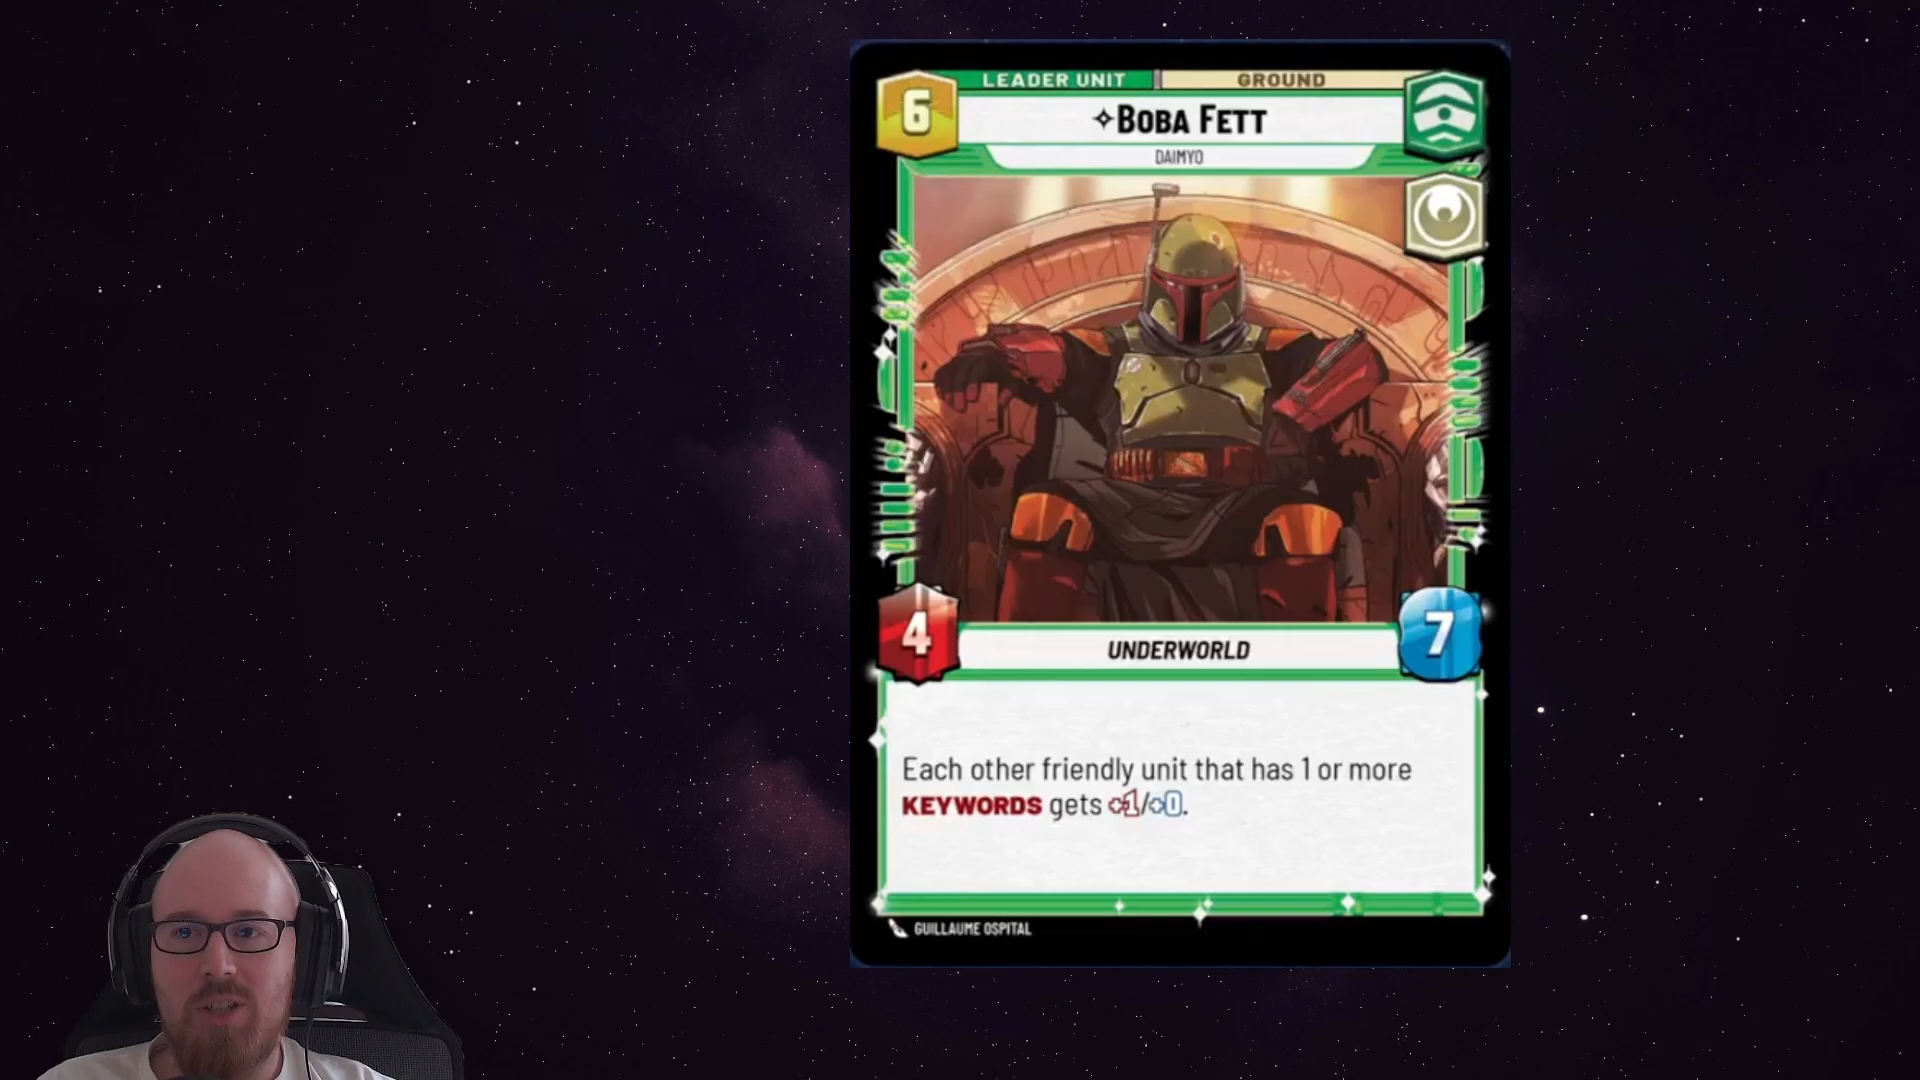 LEADER UNIT GROUND
6
BOBA FETT
DAIMYO
4
UNDERWORLD
7
Each other friendly unit that has 1 or more
KEYWORDS gets +1/+0.
GUILLAUME OSPITAL